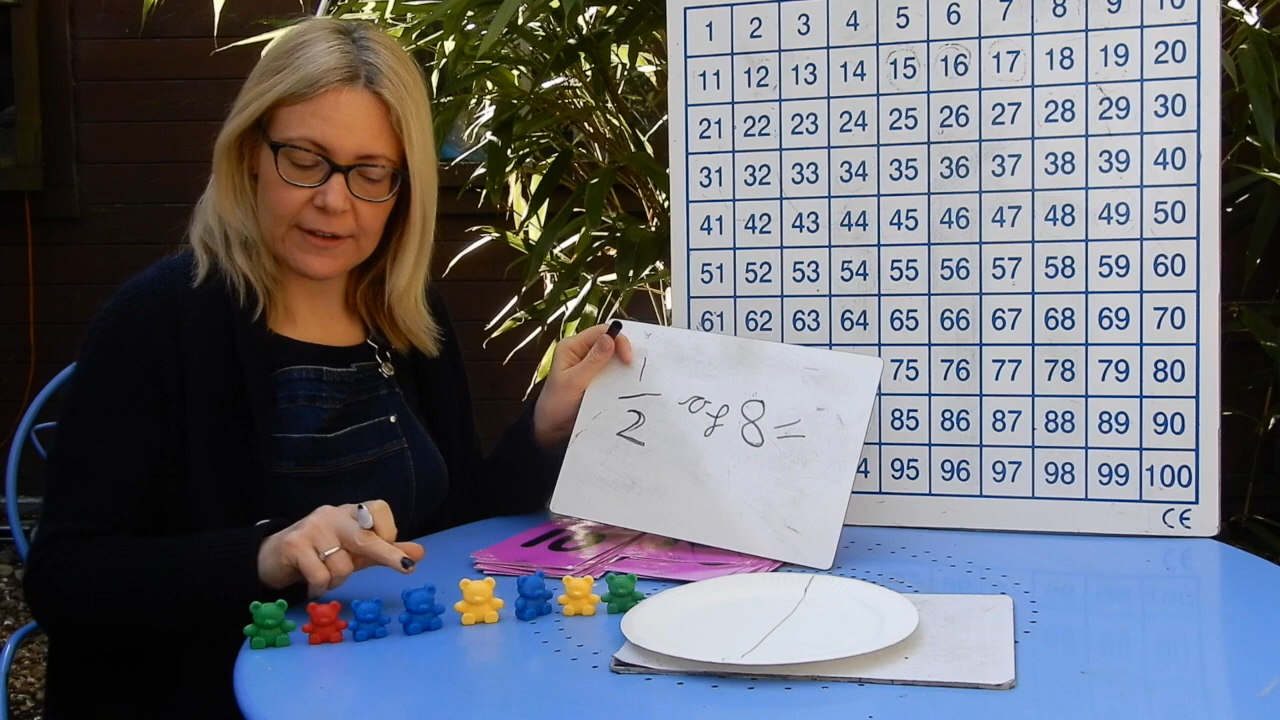 1 2 3 4 5 6 7 8 9 10
11 12 13 14 15 16 17 18 19 20
21 22 23 24 25 26 27 28 29 30
31 32 33 34 35 36 37 38 39 40
41 42 43 44 45 46 47 48 49 50
51 52 53 54 55 56 57 58 59 60
61 62 63 64 65 66 67 68 69 70
75 76 77 78 79 80
85 86 87 88 89 90
4 95 96 97 98 99 100
CE
1/2 of 8 =